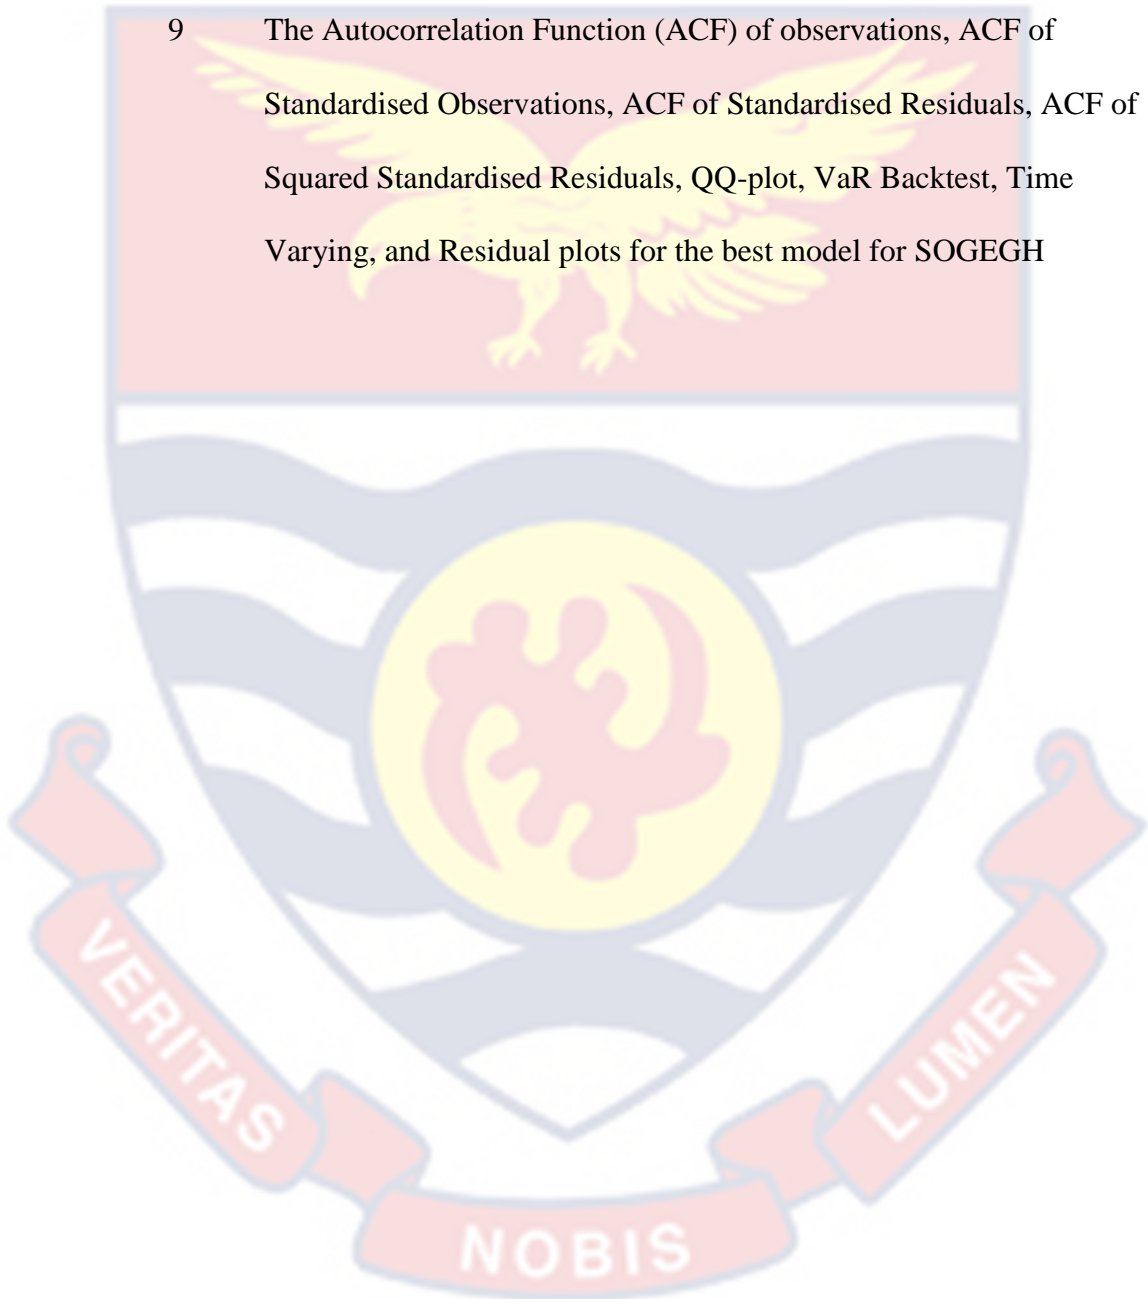 9 The Autocorrelation Function (ACF) of observations, ACF of
Standardised Observations, ACF of Standardised Residuals, ACF of
Squared Standardised Residuals, QQ-plot, VaR Backtest, Time
Varying, and Residual plots for the best model for SOGEGH
VERITAS
NOBIS
LUMEN